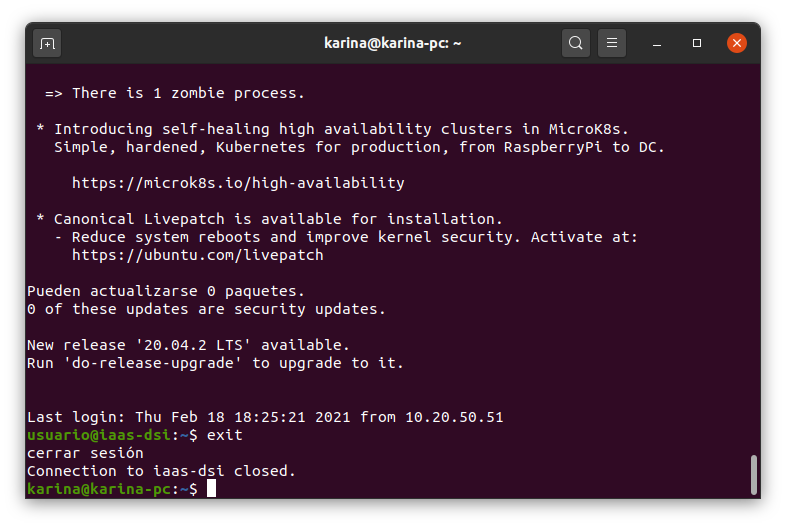 karina@karina-pc: ~
=> There is 1 zombie process.
* Introducing self-healing high availability clusters in MicroK8s.
Simple, hardened, Kubernetes for production, from RaspberryPi to DC.
https://microk8s.io/high-availability
* Canonical Livepatch is available for installation.
- Reduce system reboots and improve kernel security. Activate at:
https://ubuntu.com/livepatch
Pueden actualizarse 0 paquetes.
0 of these updates are security updates.
New release '20.04.2 LTS' available.
Run 'do-release-upgrade' to upgrade to it.
Last login: Thu Feb 18 18:25:21 2021 from 10.20.50.51
usuario@iaas-dsi:~$ exit
cerrar sesión
Connection to iaas-dsi closed.
karina@karina-pc:~$